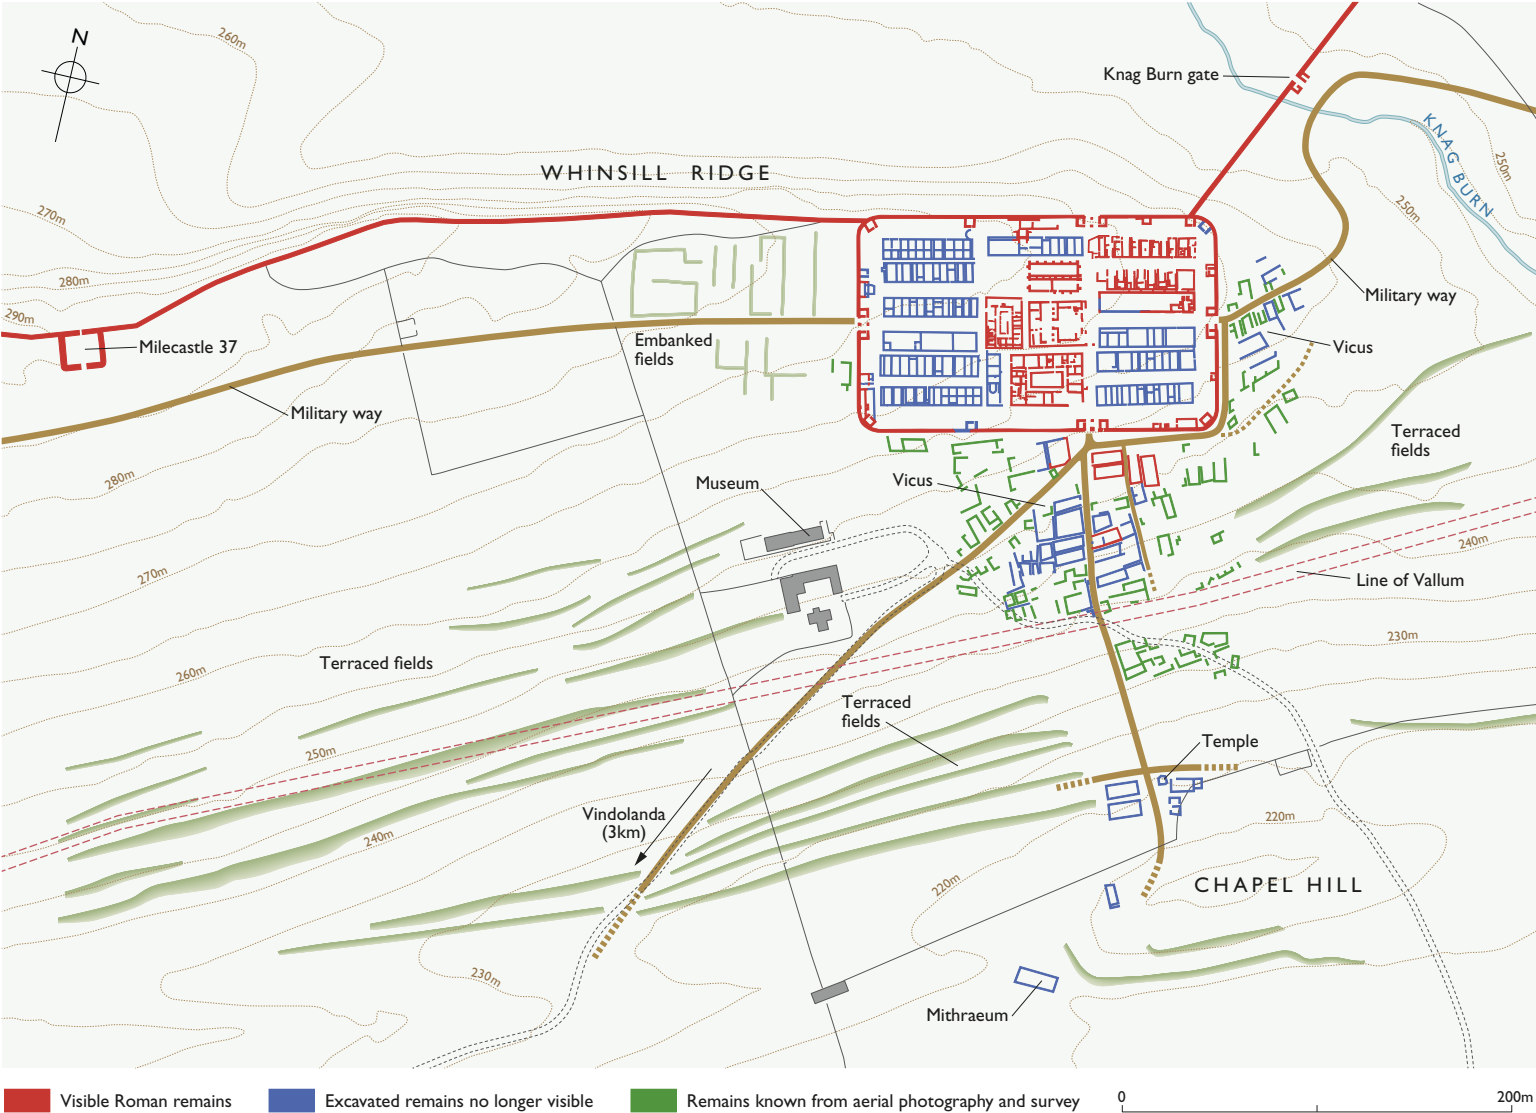 N
260m
Knag Burn gate
KNAG BURN
250m
WHINSILL RIDGE
250m
270m
280m
Military way
290m
Milecastle 37
Embanked
fields
Vicus
Military way
Terraced
fields
280m
Museum
Vicus
240m
270m
Line of Vallum
230m
Terraced fields
260m
Terraced
fields
Temple
250m
Vindolanda
(3km)
220m
240m
220m
CHAPEL HILL
230m
Mithraeum
Visible Roman remains
Excavated remains no longer visible
Remains known from aerial photography and survey
0
200m